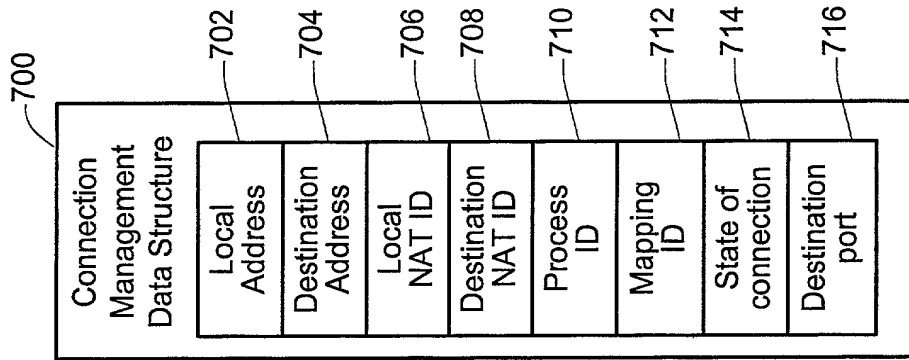 700
Connection
Management
Data Structure
Local
Address
702
Destination
Address
704
Local
NAT ID
706
Destination
NAT ID
708
Process
ID
710
Mapping
ID
712
State of
connection
714
Destination
port
716